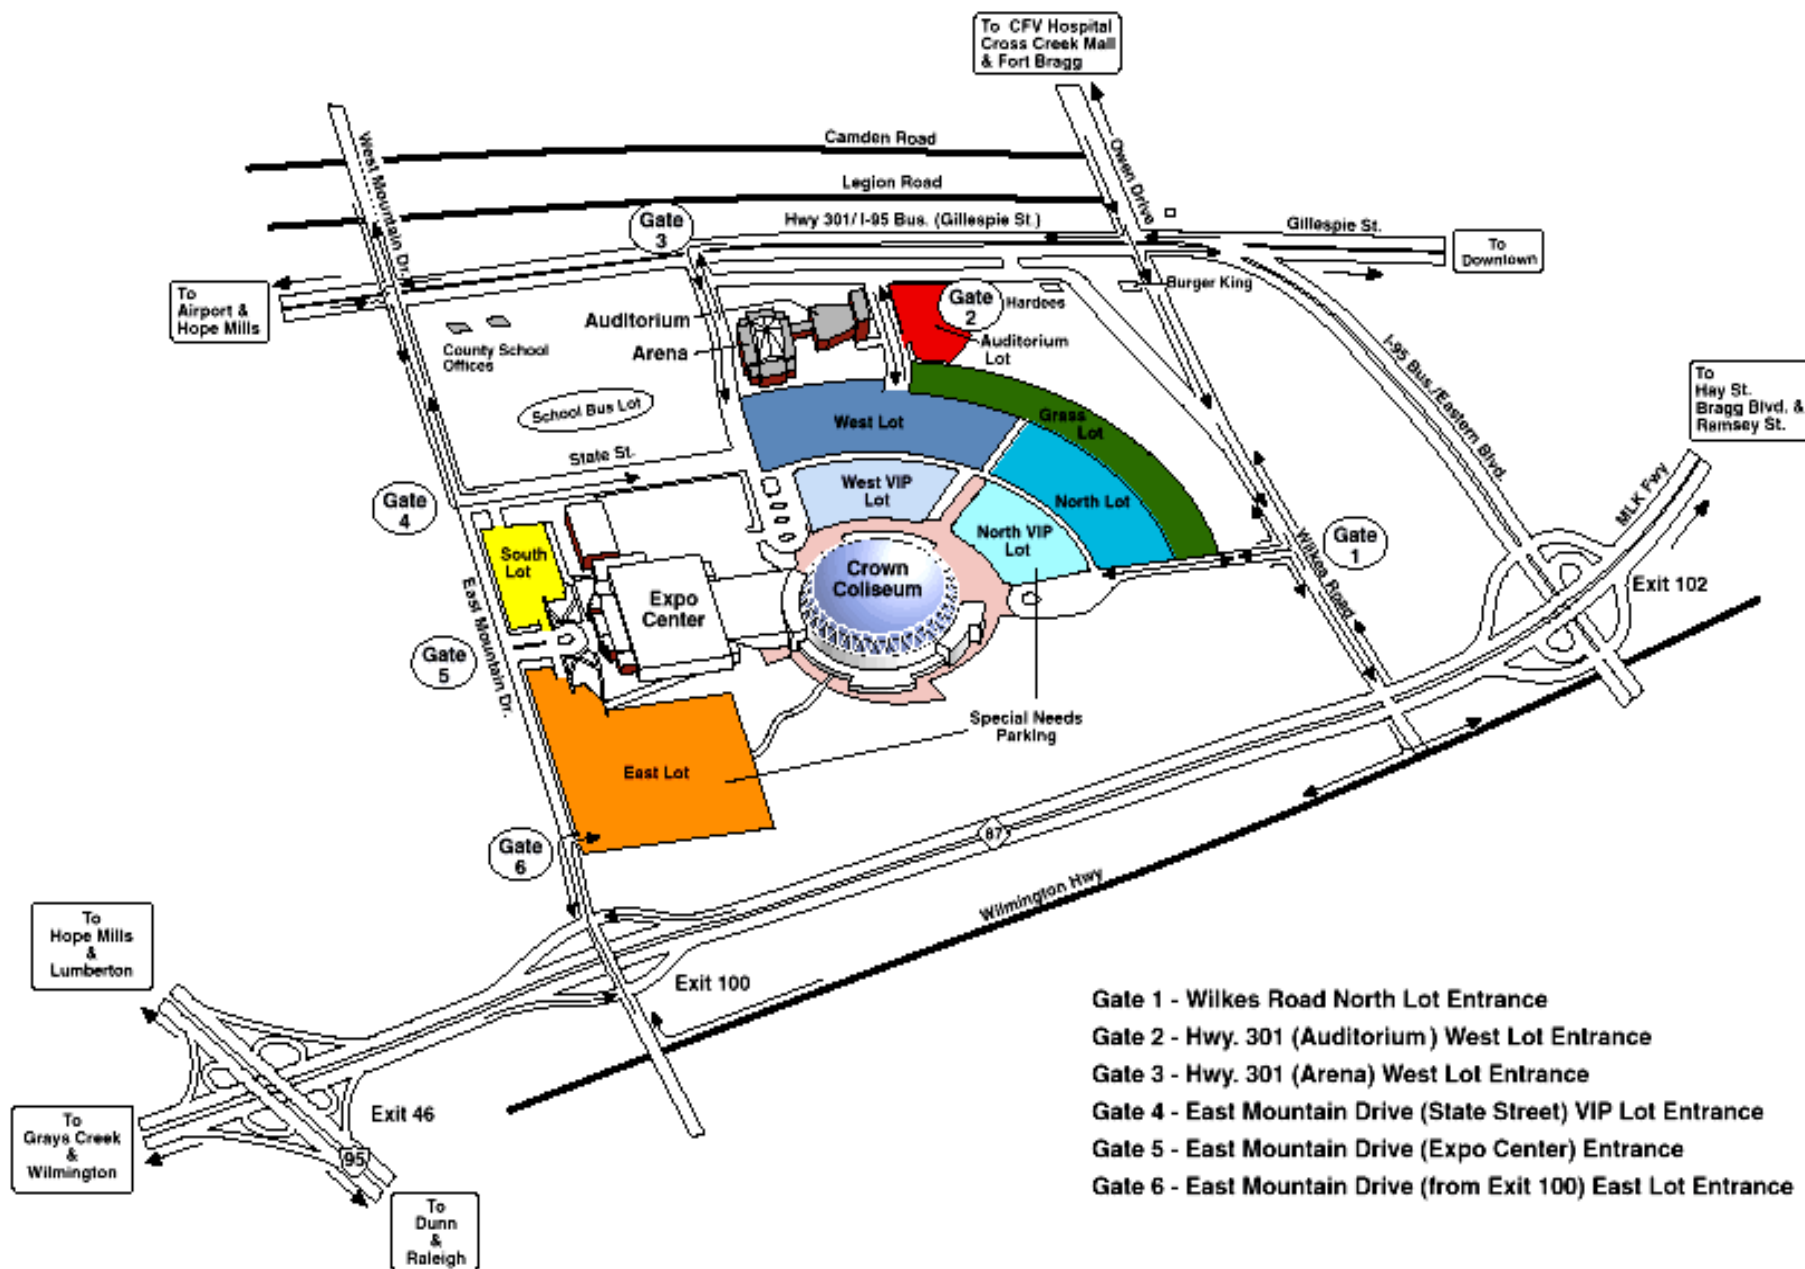 To CFV Hospital
Cross Creek Mall
& Fort Bragg
West Mountain Dr.
Camden Road
Owen Drive
Legion Road
Gate
3
Hwy 301/ I-95 Bus. (Gillespie St.)
Gillespie St.
To
Downtown
To
Airport &
Hope Mills
Burger King
Gate
2
Hardees
Auditorium
Arena
Auditorium
Lot
County School
Offices
School Bus Lot
I-95 Bus./Eastern Blvd.
To
Hay St.
Bragg Blvd. &
Ramsey St.
West Lot
Grass
Lot
State St.
Gate
4
West VIP
Lot
North Lot
MLK Fwy
North VIP
Lot
Gate
1
Wilkes Road
South
Lot
Crown
Coliseum
Exit 102
Expo
Center
East Mountain Dr.
Gate
5
Special Needs
Parking
East Lot
Gate
6
87
Wilmington Hwy
To
Hope Mills
&
Lumberton
Exit 100
Exit 46
To
Grays Creek
&
Wilmington
95
To
Dunn
&
Raleigh
Gate 1 - Wilkes Road North Lot Entrance
Gate 2 - Hwy. 301 (Auditorium) West Lot Entrance
Gate 3 - Hwy. 301 (Arena) West Lot Entrance
Gate 4 - East Mountain Drive (State Street) VIP Lot Entrance
Gate 5 - East Mountain Drive (Expo Center) Entrance
Gate 6 - East Mountain Drive (from Exit 100) East Lot Entrance